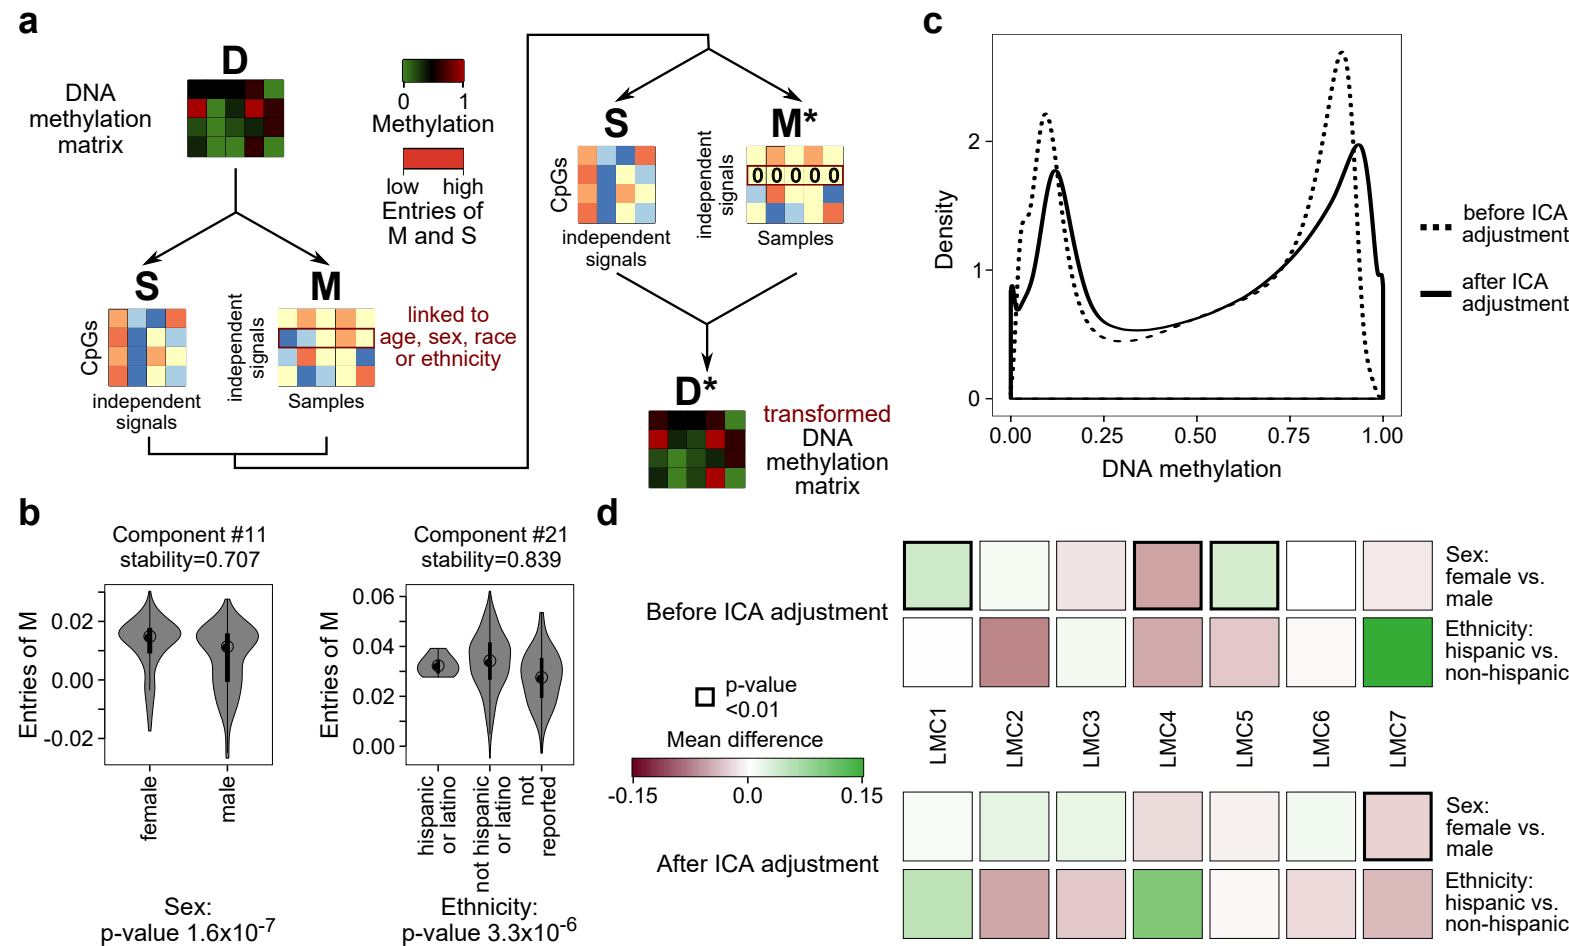 a
D
DNA
methylation
matrix
0 1
Methylation
low high
Entries of
M and S
S
CpGs
independent
signals
M
independent
signals
Samples
linked to
age, sex, race
or ethnicity
S
CpGs
independent
signals
M*
independent
signals
0 0 0 0 0
Samples
D*
transformed
DNA
methylation
matrix
b
Component #11
stability=0.707
Entries of M
0.02
0.00
-0.02
female
male
Sex:
p-value 1.6x10-7
Component #21
stability=0.839
Entries of M
0.06
0.04
0.02
0.00
hispanic
or latino
not hispanic
or latino
not
reported
Ethnicity:
p-value 3.3x10-6
c
Density
2
1
0
0.00 0.25 0.50 0.75 1.00
DNA methylation
before ICA
adjustment
after ICA
adjustment
d
Before ICA adjustment
Sex:
female vs.
male
Ethnicity:
hispanic vs.
non-hispanic
p-value
<0.01
Mean difference
-0.15 0.0 0.15
LMC1
LMC2
LMC3
LMC4
LMC5
LMC6
LMC7
After ICA adjustment
Sex:
female vs.
male
Ethnicity:
hispanic vs.
non-hispanic